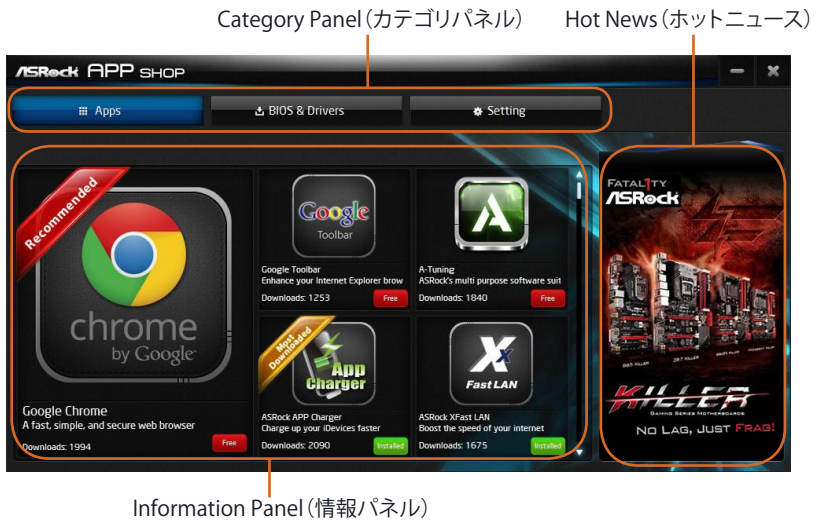 Category Panel（カテゴリパネル）
Hot News（ホットニュース）
ASRock APP SHOP
Apps
BIOS & Drivers
Setting
Recommended
chrome
by Google
Google Chrome
A fast, simple, and secure web browser
Downloads: 1994
Free
Google
Toolbar
Google Toolbar
Enhance your Internet Explorer brow
Downloads: 1253
Free
A-Tuning
ASRock's multi purpose software suit
Downloads: 1840
Free
Most
Downloaded
App
Charger
ASRock APP Charger
Charge up your iDevices faster
Downloads: 2090
Installed
X
Fast LAN
ASRock XFast LAN
Boost the speed of your internet
Downloads: 1675
Installed
FATAL1TY
ASRock
Z87 KILLER
KILLER
GAMING SERIES MOTHERBOARDS
NO LAG, JUST FRAG!
Information Panel（情報パネル）